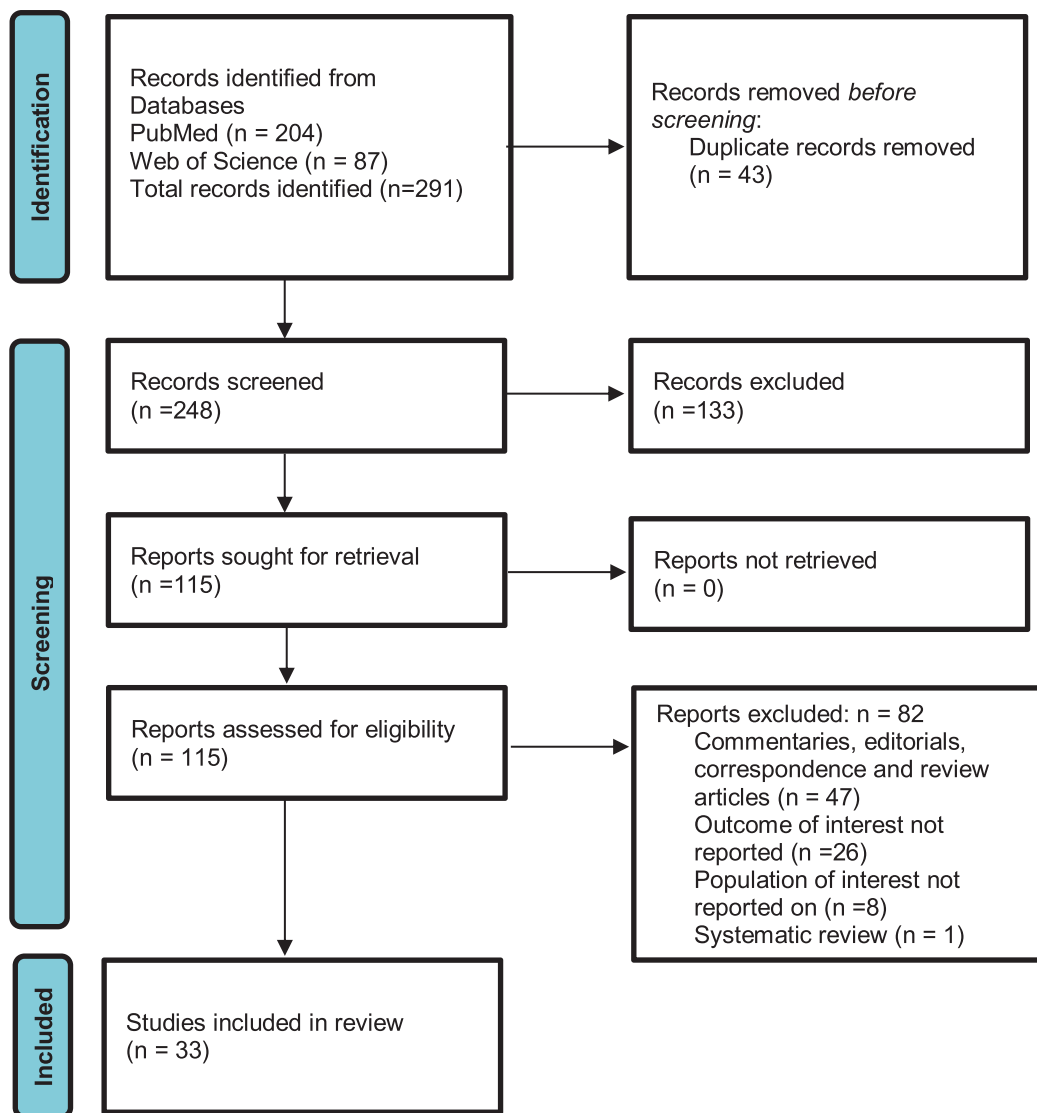 Identification
Records identified from
Databases
PubMed (n = 204)
Web of Science (n = 87)
Total records identified (n=291)
Records removed before
screening:
Duplicate records removed
(n = 43)
Screening
Records screened
(n =248)
Records excluded
(n =133)
Reports sought for retrieval
(n =115)
Reports not retrieved
(n = 0)
Reports assessed for eligibility
(n = 115)
Reports excluded: n = 82
Commentaries, editorials,
correspondence and review
articles (n = 47)
Outcome of interest not
reported (n =26)
Population of interest not
reported on (n =8)
Systematic review (n = 1)
Included
Studies included in review
(n = 33)